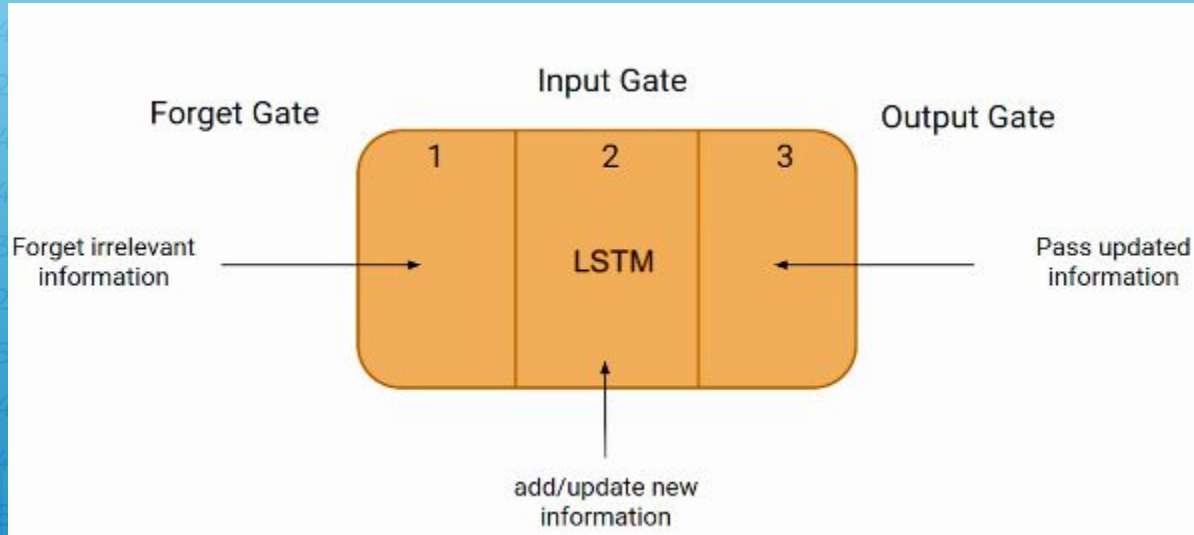 Input Gate
Forget Gate
Output Gate
1
2
3
Forget irrelevant
information
LSTM
Pass updated
information
add/update new
information